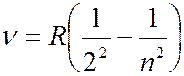 ν = R(1/2² − 1/n²)